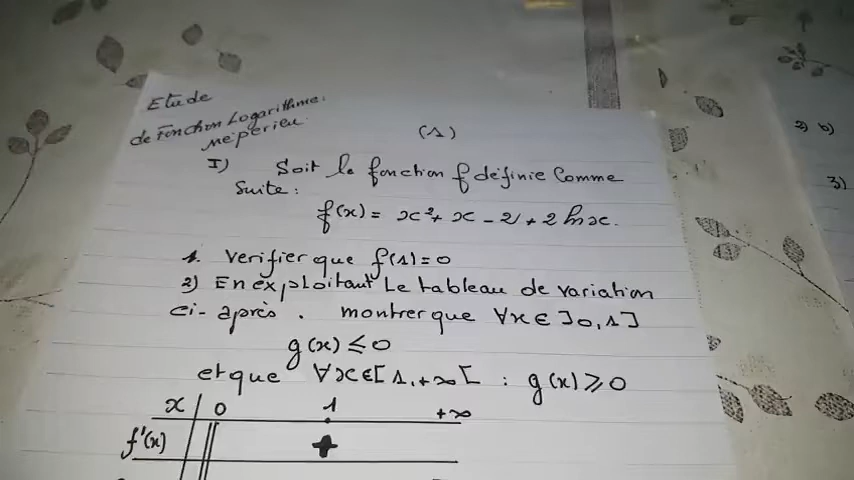 Etude
de Fonction Logarithme.
neperieu
(1)
I) Soit la fonction f définie Comme
Suite:
f(x) = x² + x - 2 + 2 ln x.
1. Verifier que f(1)=0
2) En exploitant Le tableau de variation
ci-après. montrer que ∀x∈]0,1]
g(x) ≤ 0
et que ∀x∈[1,+∞[ : g(x) ≥ 0
x 0 1 +∞
f'(x) +
2) b)
3)